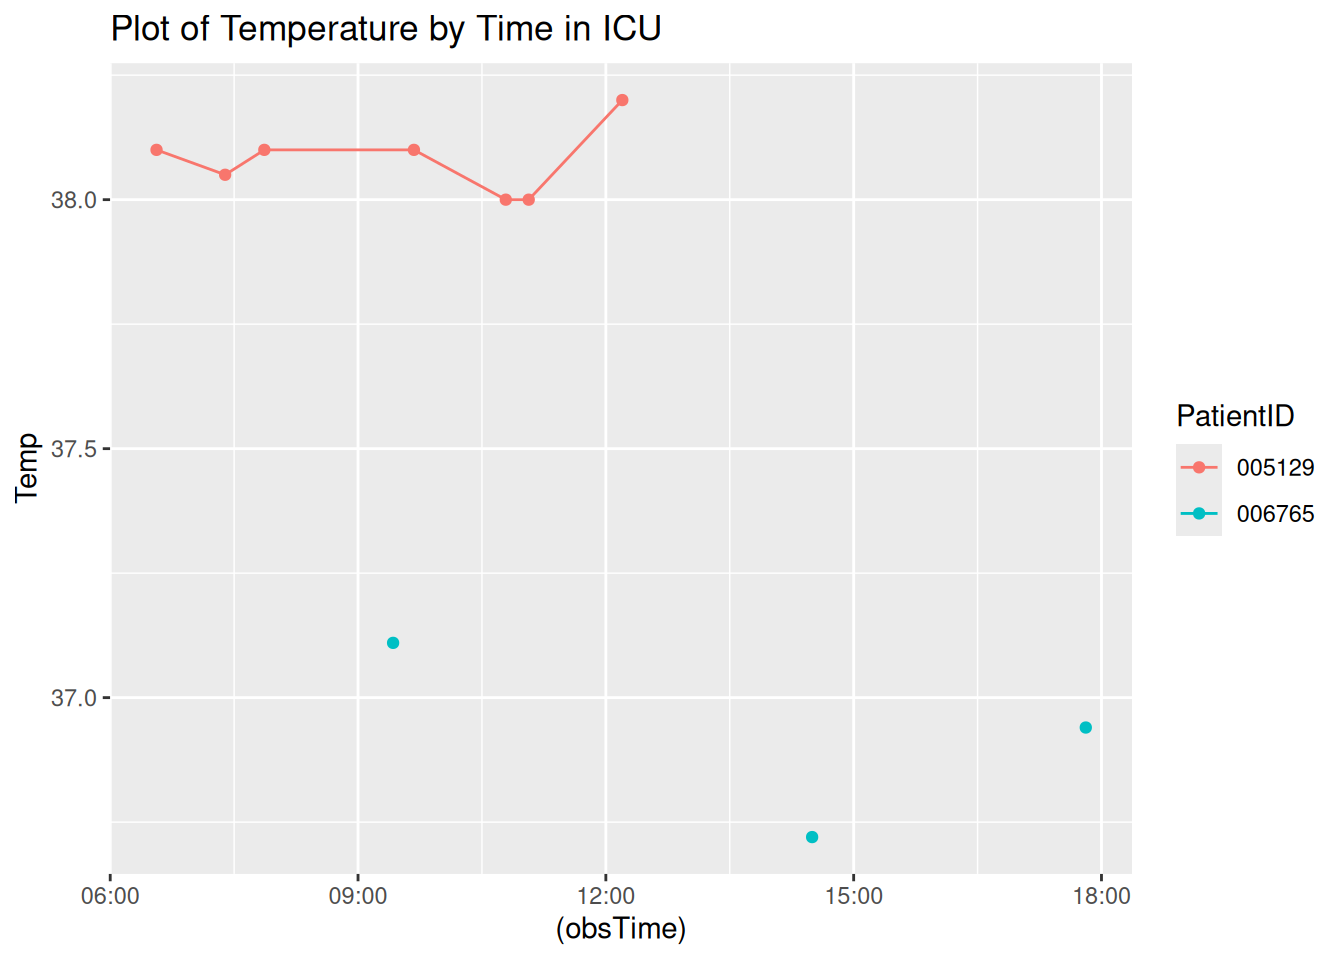 Plot of Temperature by Time in ICU
38.0
37.5
37.0
Temp
06:00 09:00 12:00 15:00 18:00
(obsTime)
PatientID
005129
006765